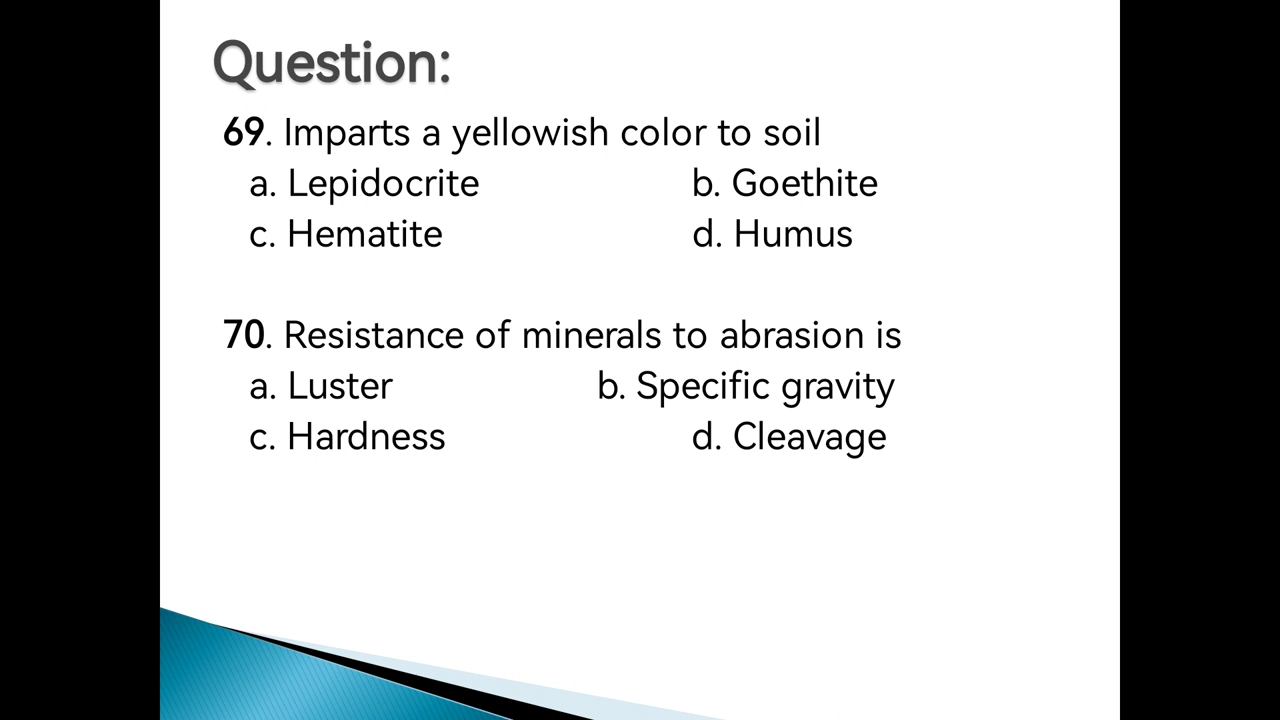 Question:
69. Imparts a yellowish color to soil
a. Lepidocrite b. Goethite
c. Hematite d. Humus
70. Resistance of minerals to abrasion is
a. Luster b. Specific gravity
c. Hardness d. Cleavage